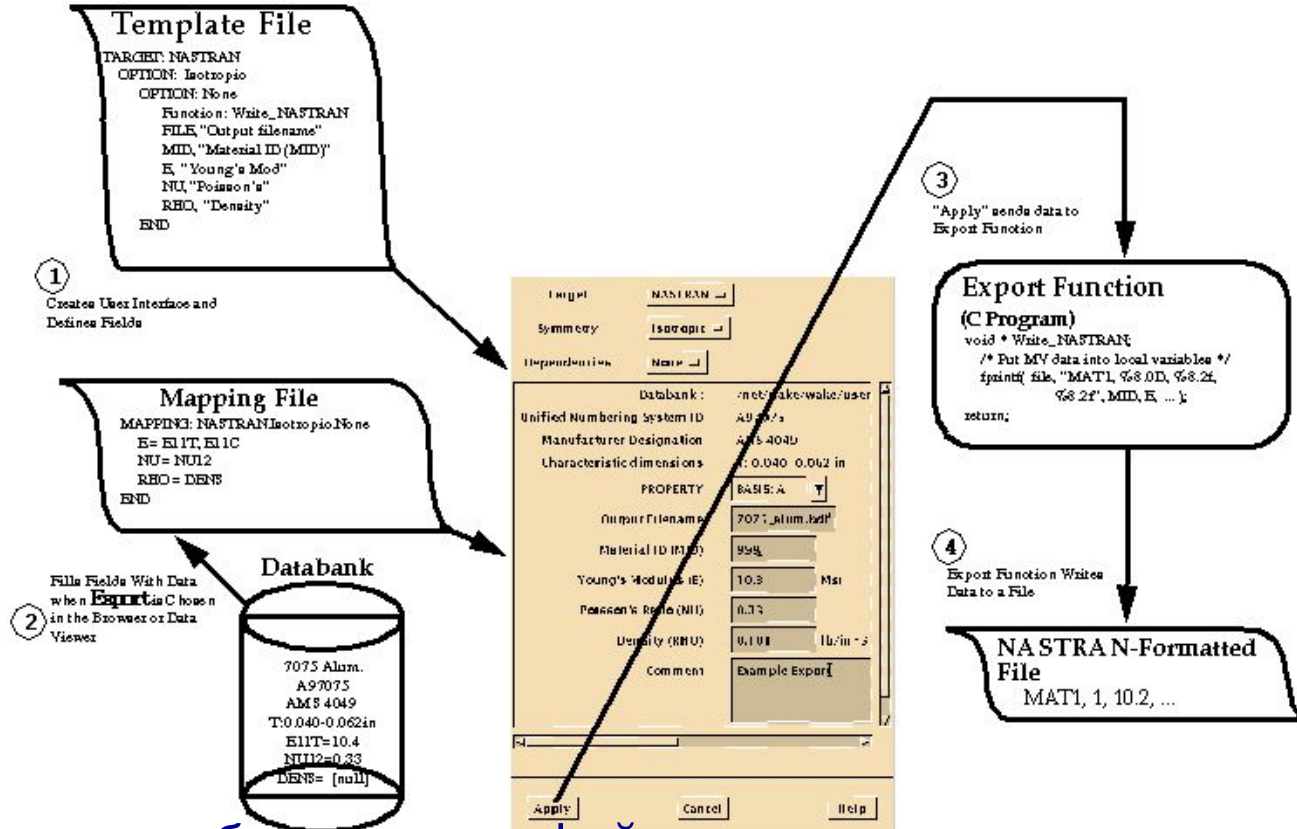 Template File
TARGET: NASTRAN
OPTION: Isotropic
OPTION: None
Function: Write_NASTRAN
FILE, "Output filename"
MID, "Material ID (MID)"
E, "Young's Mod"
NU, "Poisson's"
RHO, "Density"
END
1
Creates User Interface and
Defines Fields
Mapping File
MAPPING: NASTRAN.Isotropic.None
E= E11T, E11C
NU= NU12
RHO= DENS
END
Fills Fields With Data
when Export is Chosen
2
in the Browser or Data
Viewer
Databank
7075 Alum.
A97075
AMS 4049
T:0.040-0.062in
E11T=10.4
NU12=0.33
DENS= [null]
Target NASTRAN
Symmetry Isotropic
Dependencies None
Databank: /net/wake/wake/user
Unified Numbering System ID
Manufacturer Designation AMS 4049
Characteristic dimensions T: 0.040-0.062 in
PROPERTY BASIS: A
Output Filename 7075_alum.bdf
Material ID (MID) 999
Young's Modulus (E) 10.3 Msi
Poisson's Ratio (NU) 0.33
Density (RHO) lb/in^3
Comment Example Export
Apply Cancel Help
3
"Apply" sends data to
Export Function
Export Function
(C Program)
void * Write_NASTRAN;
/* Put MV data into local variables */
fprintf( file, "MAT1, %8.0D, %8.2f,
%8.2f", MID, E, ... );
return;
4
Export Function Writes
Data to a File
NASTRAN-Formatted
File
MAT1, 1, 10.2, ...